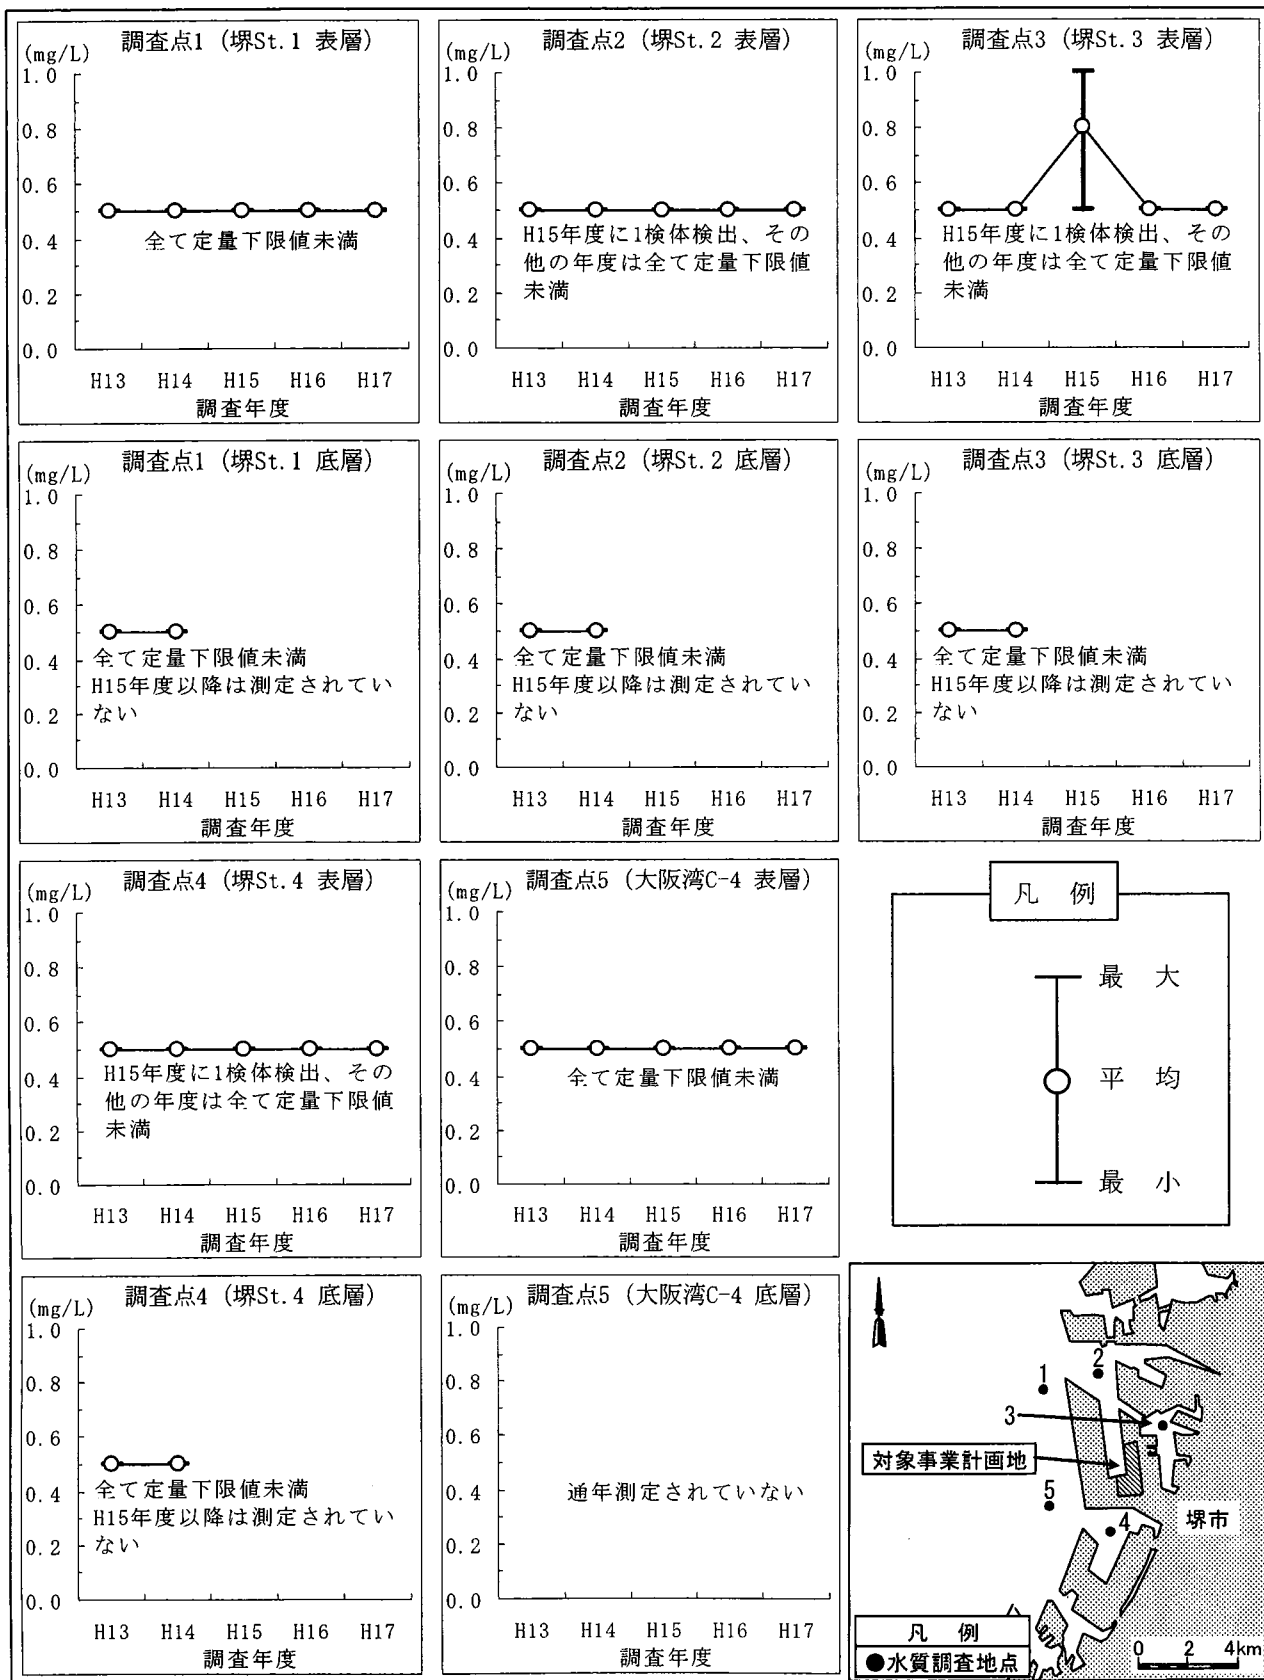 調査点1 (堺St.1 表層)
(mg/L)
1.0
0.8
0.6
0.4
0.2
0.0
全て定量下限値未満
H13 H14 H15 H16 H17
調査年度
調査点2 (堺St.2 表層)
(mg/L)
1.0
0.8
0.6
0.4
0.2
0.0
H15年度に1検体検出、その
他の年度は全て定量下限値
未満
H13 H14 H15 H16 H17
調査年度
調査点3 (堺St.3 表層)
(mg/L)
1.0
0.8
0.6
0.4
0.2
0.0
H15年度に1検体検出、その
他の年度は全て定量下限値
未満
H13 H14 H15 H16 H17
調査年度
調査点1 (堺St.1 底層)
(mg/L)
1.0
0.8
0.6
0.4
0.2
0.0
全て定量下限値未満
H15年度以降は測定されてい
ない
H13 H14 H15 H16 H17
調査年度
調査点2 (堺St.2 底層)
(mg/L)
1.0
0.8
0.6
0.4
0.2
0.0
全て定量下限値未満
H15年度以降は測定されてい
ない
H13 H14 H15 H16 H17
調査年度
調査点3 (堺St.3 底層)
(mg/L)
1.0
0.8
0.6
0.4
0.2
0.0
全て定量下限値未満
H15年度以降は測定されてい
ない
H13 H14 H15 H16 H17
調査年度
調査点4 (堺St.4 表層)
(mg/L)
1.0
0.8
0.6
0.4
0.2
0.0
H15年度に1検体検出、その
他の年度は全て定量下限値
未満
H13 H14 H15 H16 H17
調査年度
調査点5 (大阪湾C-4 表層)
(mg/L)
1.0
0.8
0.6
0.4
0.2
0.0
全て定量下限値未満
H13 H14 H15 H16 H17
調査年度
凡 例
最 大
平 均
最 小
調査点4 (堺St.4 底層)
(mg/L)
1.0
0.8
0.6
0.4
0.2
0.0
全て定量下限値未満
H15年度以降は測定されてい
ない
H13 H14 H15 H16 H17
調査年度
調査点5 (大阪湾C-4 底層)
(mg/L)
1.0
0.8
0.6
0.4
0.2
0.0
通年測定されていない
H13 H14 H15 H16 H17
調査年度
2
1
3
対象事業計画地
5
4
堺市
凡 例
●水質調査地点
0 2 4km